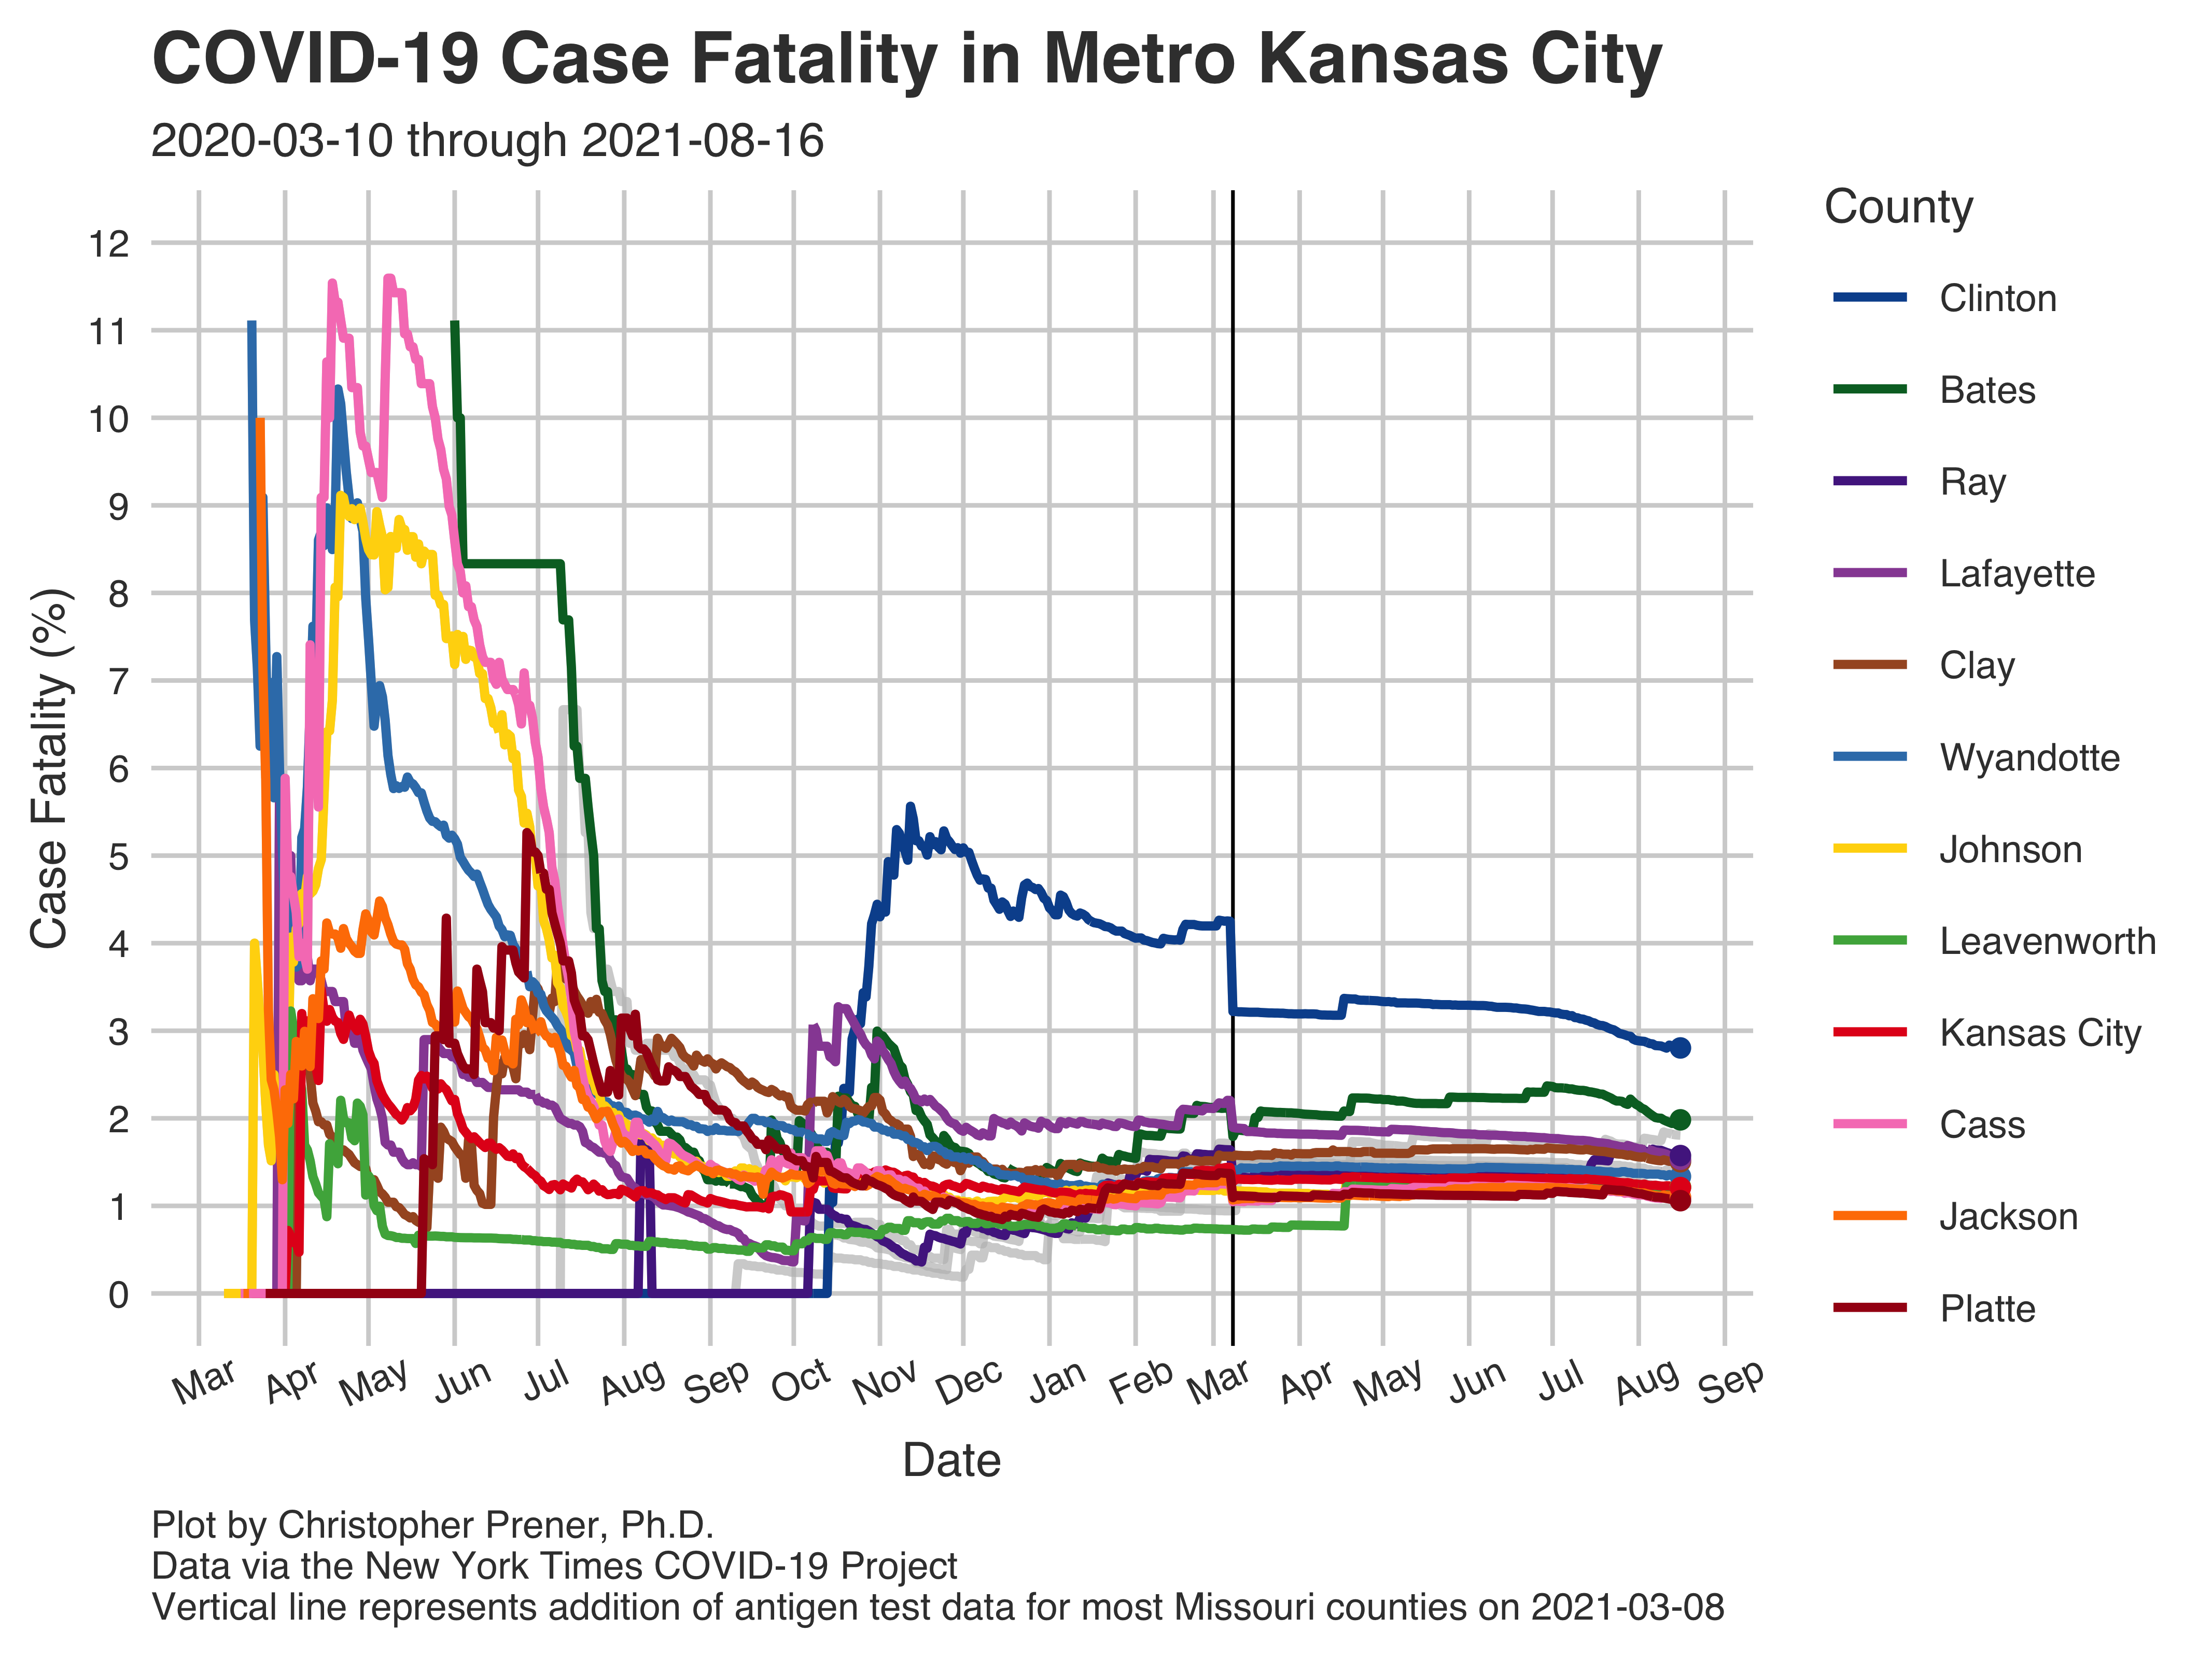 COVID-19 Case Fatality in Metro Kansas City
2020-03-10 through 2021-08-16
Case Fatality (%)
12
11
10
9
8
7
6
5
4
3
2
1
0
Mar Apr May Jun Jul Aug Sep Oct Nov Dec Jan Feb Mar Apr May Jun Jul Aug Sep
Date
County
Clinton
Bates
Ray
Lafayette
Clay
Wyandotte
Johnson
Leavenworth
Kansas City
Cass
Jackson
Platte
Plot by Christopher Prener, Ph.D.
Data via the New York Times COVID-19 Project
Vertical line represents addition of antigen test data for most Missouri counties on 2021-03-08